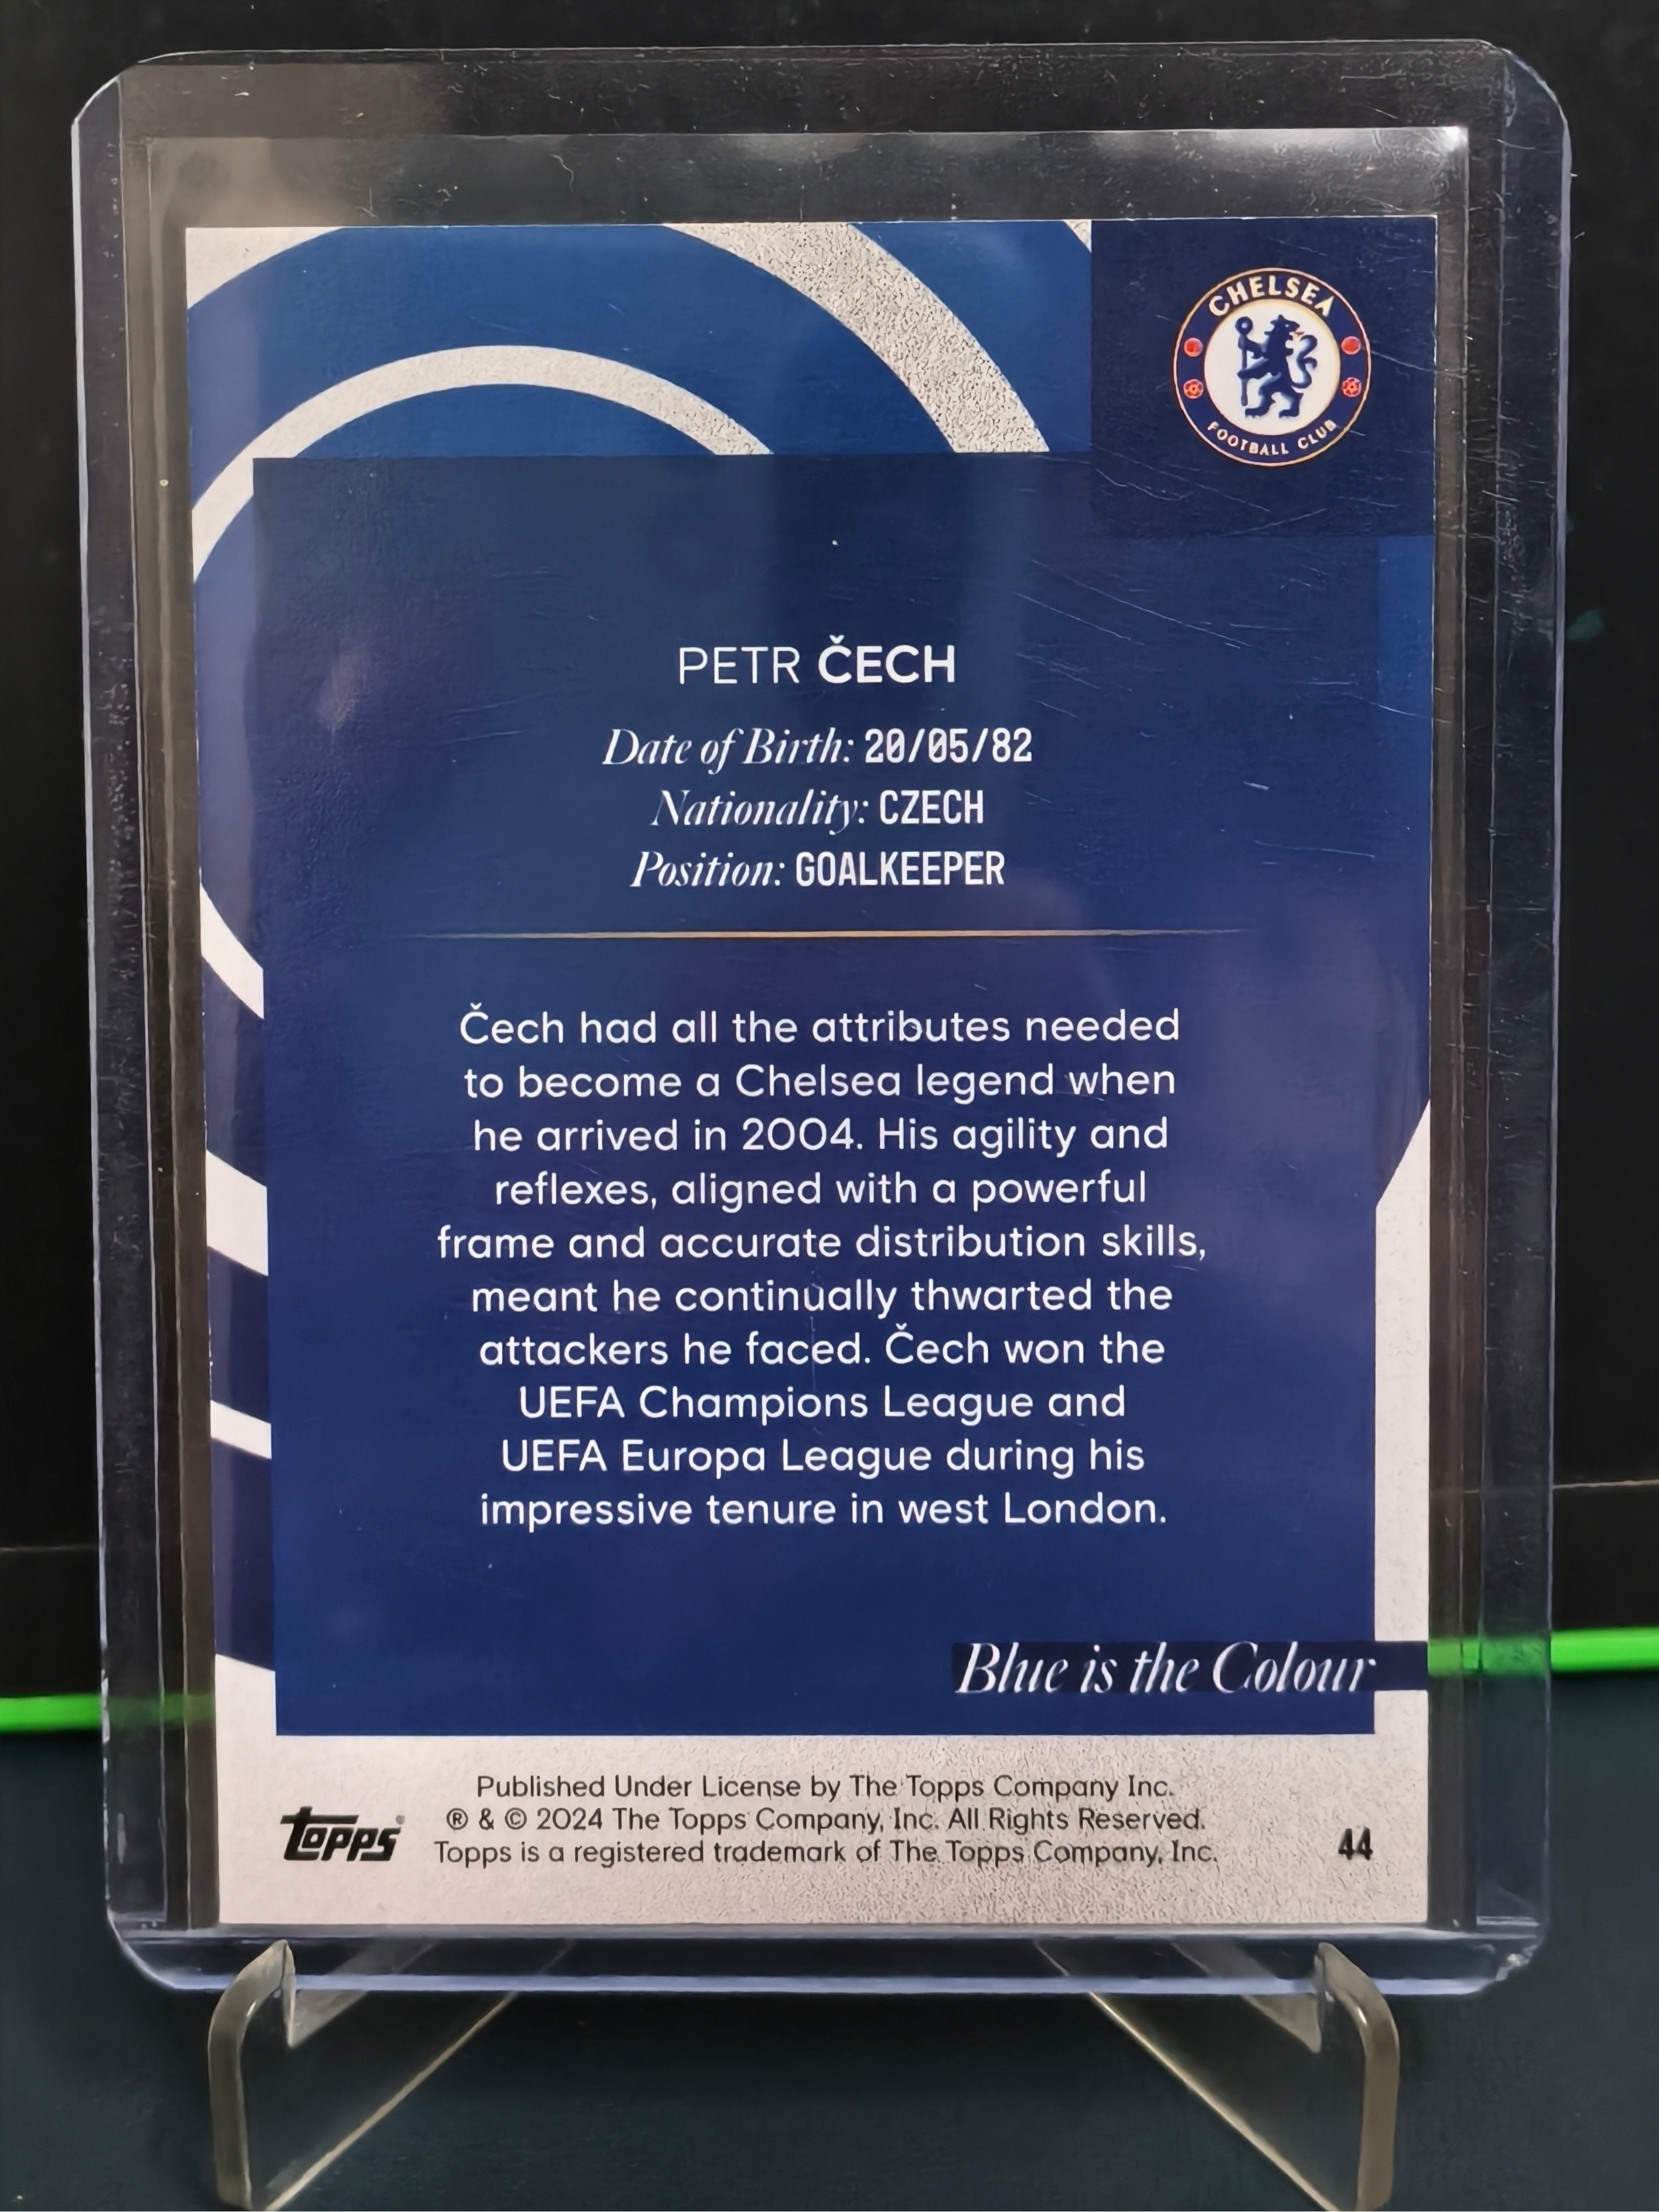 CHELSEA
FOOTBALL CLUB
PETR ČECH
Date of Birth: 20/05/82
Nationality: CZECH
Position: GOALKEEPER
Čech had all the attributes needed
to become a Chelsea legend when
he arrived in 2004. His agility and
reflexes, aligned with a powerful
frame and accurate distribution skills,
meant he continually thwarted the
attackers he faced. Čech won the
UEFA Champions League and
UEFA Europa League during his
impressive tenure in west London.
Blue is the Colour
Published Under License by The Topps Company Inc.
® & © 2024 The Topps Company, Inc. All Rights Reserved.
Topps is a registered trademark of The Topps Company, Inc.
Topps®
44